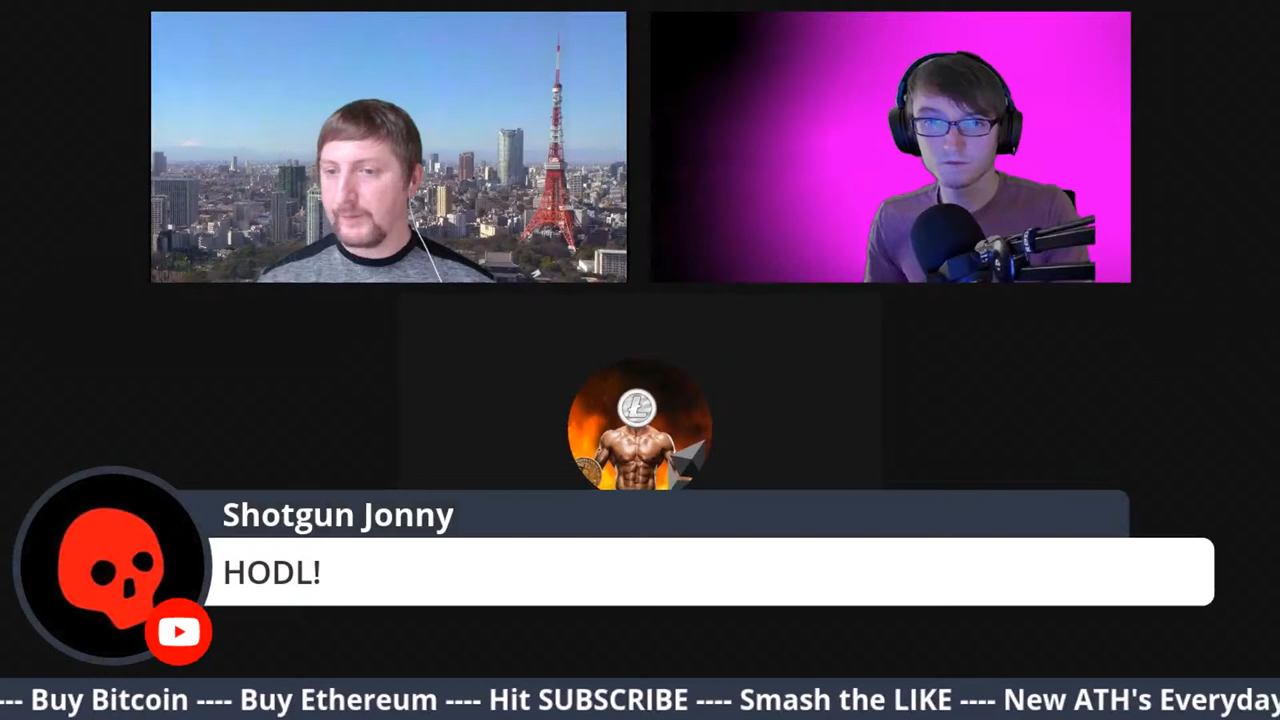 Shotgun Jonny
HODL!
--- Buy Bitcoin ---- Buy Ethereum ---- Hit SUBSCRIBE ---- Smash the LIKE ---- New ATH's Everyday